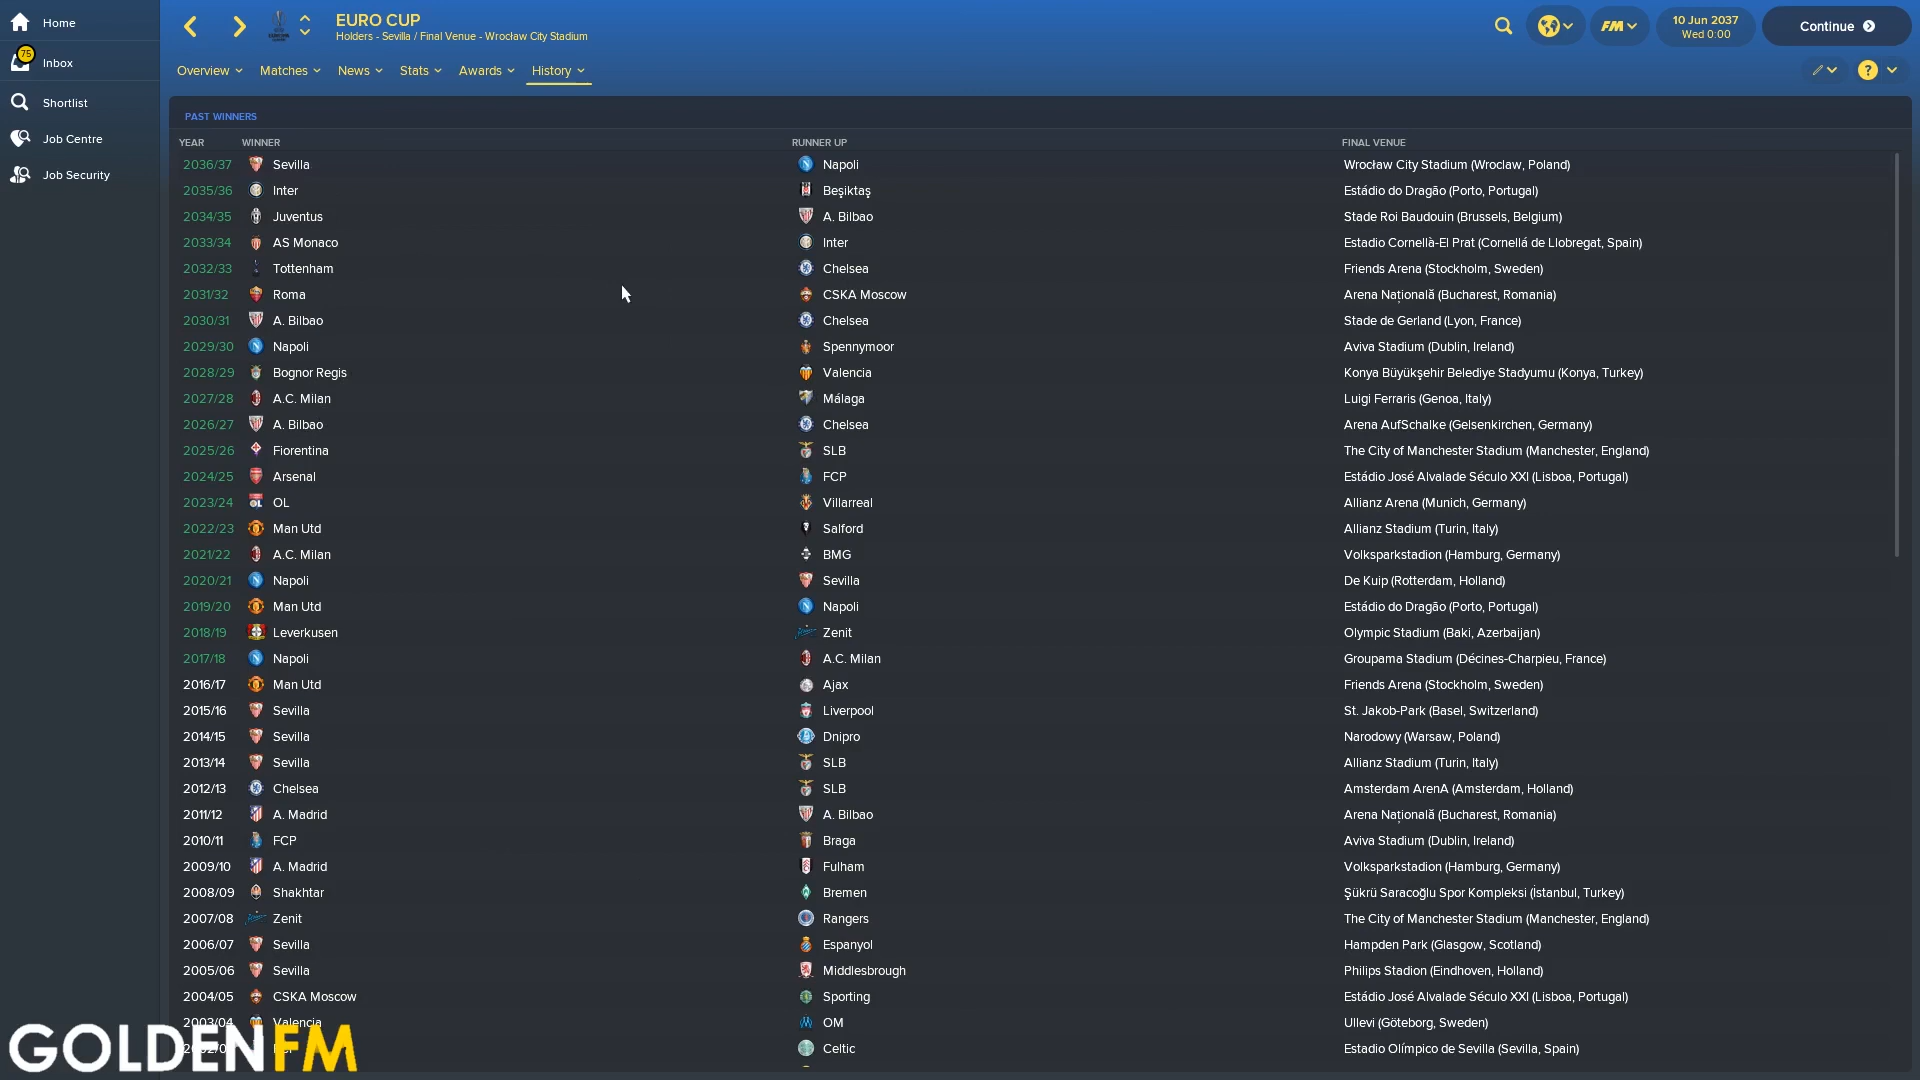 Home
75
Inbox
Shortlist
Job Centre
Job Security
EURO CUP
Holders - Sevilla / Final Venue - Wrocław City Stadium
FM
10 Jun 2037
Wed 0:00
Continue
Overview
Matches
News
Stats
Awards
History
?
PAST WINNERS
YEAR WINNER RUNNER UP FINAL VENUE
2036/37 Sevilla Napoli Wrocław City Stadium (Wroclaw, Poland)
2035/36 Inter Beşiktaş Estádio do Dragão (Porto, Portugal)
2034/35 Juventus A. Bilbao Stade Roi Baudouin (Brussels, Belgium)
2033/34 AS Monaco Inter Estadio Cornellà-El Prat (Cornellá de Llobregat, Spain)
2032/33 Tottenham Chelsea Friends Arena (Stockholm, Sweden)
2031/32 Roma CSKA Moscow Arena Națională (Bucharest, Romania)
2030/31 A. Bilbao Chelsea Stade de Gerland (Lyon, France)
2029/30 Napoli Spennymoor Aviva Stadium (Dublin, Ireland)
2028/29 Bognor Regis Valencia Konya Büyükşehir Belediye Stadyumu (Konya, Turkey)
2027/28 A.C. Milan Málaga Luigi Ferraris (Genoa, Italy)
2026/27 A. Bilbao Chelsea Arena AufSchalke (Gelsenkirchen, Germany)
2025/26 Fiorentina SLB The City of Manchester Stadium (Manchester, England)
2024/25 Arsenal FCP Estádio José Alvalade Século XXI (Lisboa, Portugal)
2023/24 OL Villarreal Allianz Arena (Munich, Germany)
2022/23 Man Utd Salford Allianz Stadium (Turin, Italy)
2021/22 A.C. Milan BMG Volksparkstadion (Hamburg, Germany)
2020/21 Napoli Sevilla De Kuip (Rotterdam, Holland)
2019/20 Man Utd Napoli Estádio do Dragão (Porto, Portugal)
2018/19 Leverkusen Zenit Olympic Stadium (Baki, Azerbaijan)
2017/18 Napoli A.C. Milan Groupama Stadium (Décines-Charpieu, France)
2016/17 Man Utd Ajax Friends Arena (Stockholm, Sweden)
2015/16 Sevilla Liverpool St. Jakob-Park (Basel, Switzerland)
2014/15 Sevilla Dnipro Narodowy (Warsaw, Poland)
2013/14 Sevilla SLB Allianz Stadium (Turin, Italy)
2012/13 Chelsea SLB Amsterdam ArenA (Amsterdam, Holland)
2011/12 A. Madrid A. Bilbao Arena Națională (Bucharest, Romania)
2010/11 FCP Braga Aviva Stadium (Dublin, Ireland)
2009/10 A. Madrid Fulham Volksparkstadion (Hamburg, Germany)
2008/09 Shakhtar Bremen Şükrü Saracoğlu Spor Kompleksi (İstanbul, Turkey)
2007/08 Zenit Rangers The City of Manchester Stadium (Manchester, England)
2006/07 Sevilla Espanyol Hampden Park (Glasgow, Scotland)
2005/06 Sevilla Middlesbrough Philips Stadion (Eindhoven, Holland)
2004/05 CSKA Moscow Sporting Estádio José Alvalade Século XXI (Lisboa, Portugal)
2003/04 Valencia OM Ullevi (Göteborg, Sweden)
Celtic Estadio Olímpico de Sevilla (Sevilla, Spain)
GOLDENFM